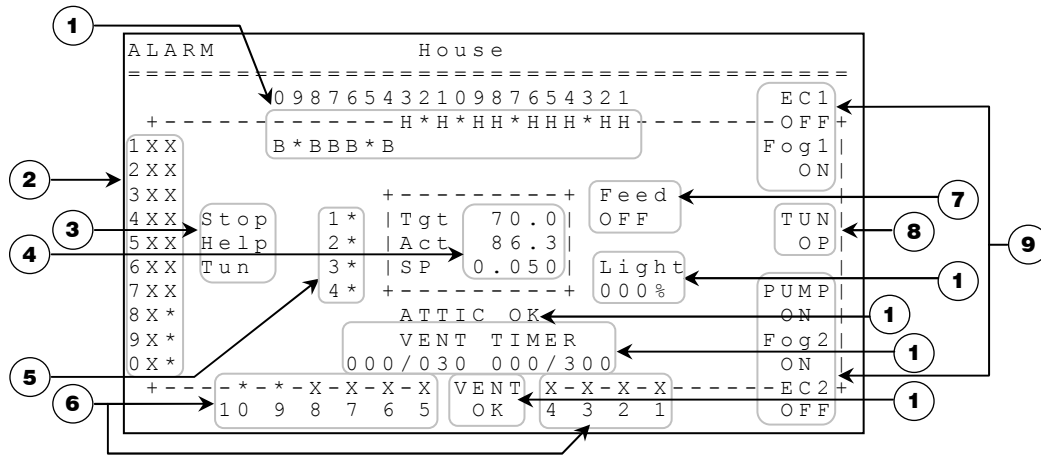 1
ALARM House
==================================================
09876543210987654321 EC1
+-----------------H*H*HH*HHH*HH-----------OFF+
1XX B*BBB*B Fog1
2XX ON
2
3XX +---------+ Feed 7
3 4XX Stop 1* Tgt 70.0 OFF TUN
5XX Help 2* Act 86.3 OP 8
4 9
6XX Tun 3* SP 0.050 Light
7XX 4* +---------+ 000% PUMP 1
8X* ATTIC OK ON 1
9X* VENT TIMER Fog2
0X* 000/030 000/300 ON 1
5
+-----*-*-X-X-X-X VENT X-X-X-X------EC2+
6 10 9 8 7 6 5 OK 4 3 2 1 OFF 1